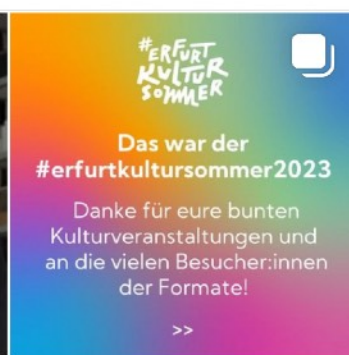 #ERFURT
KULTUR
SOMMER
Das war der
#erfurtkultursommer2023
Danke für eure bunten
Kulturveranstaltungen und
an die vielen Besucher:innen
der Formate!
>>